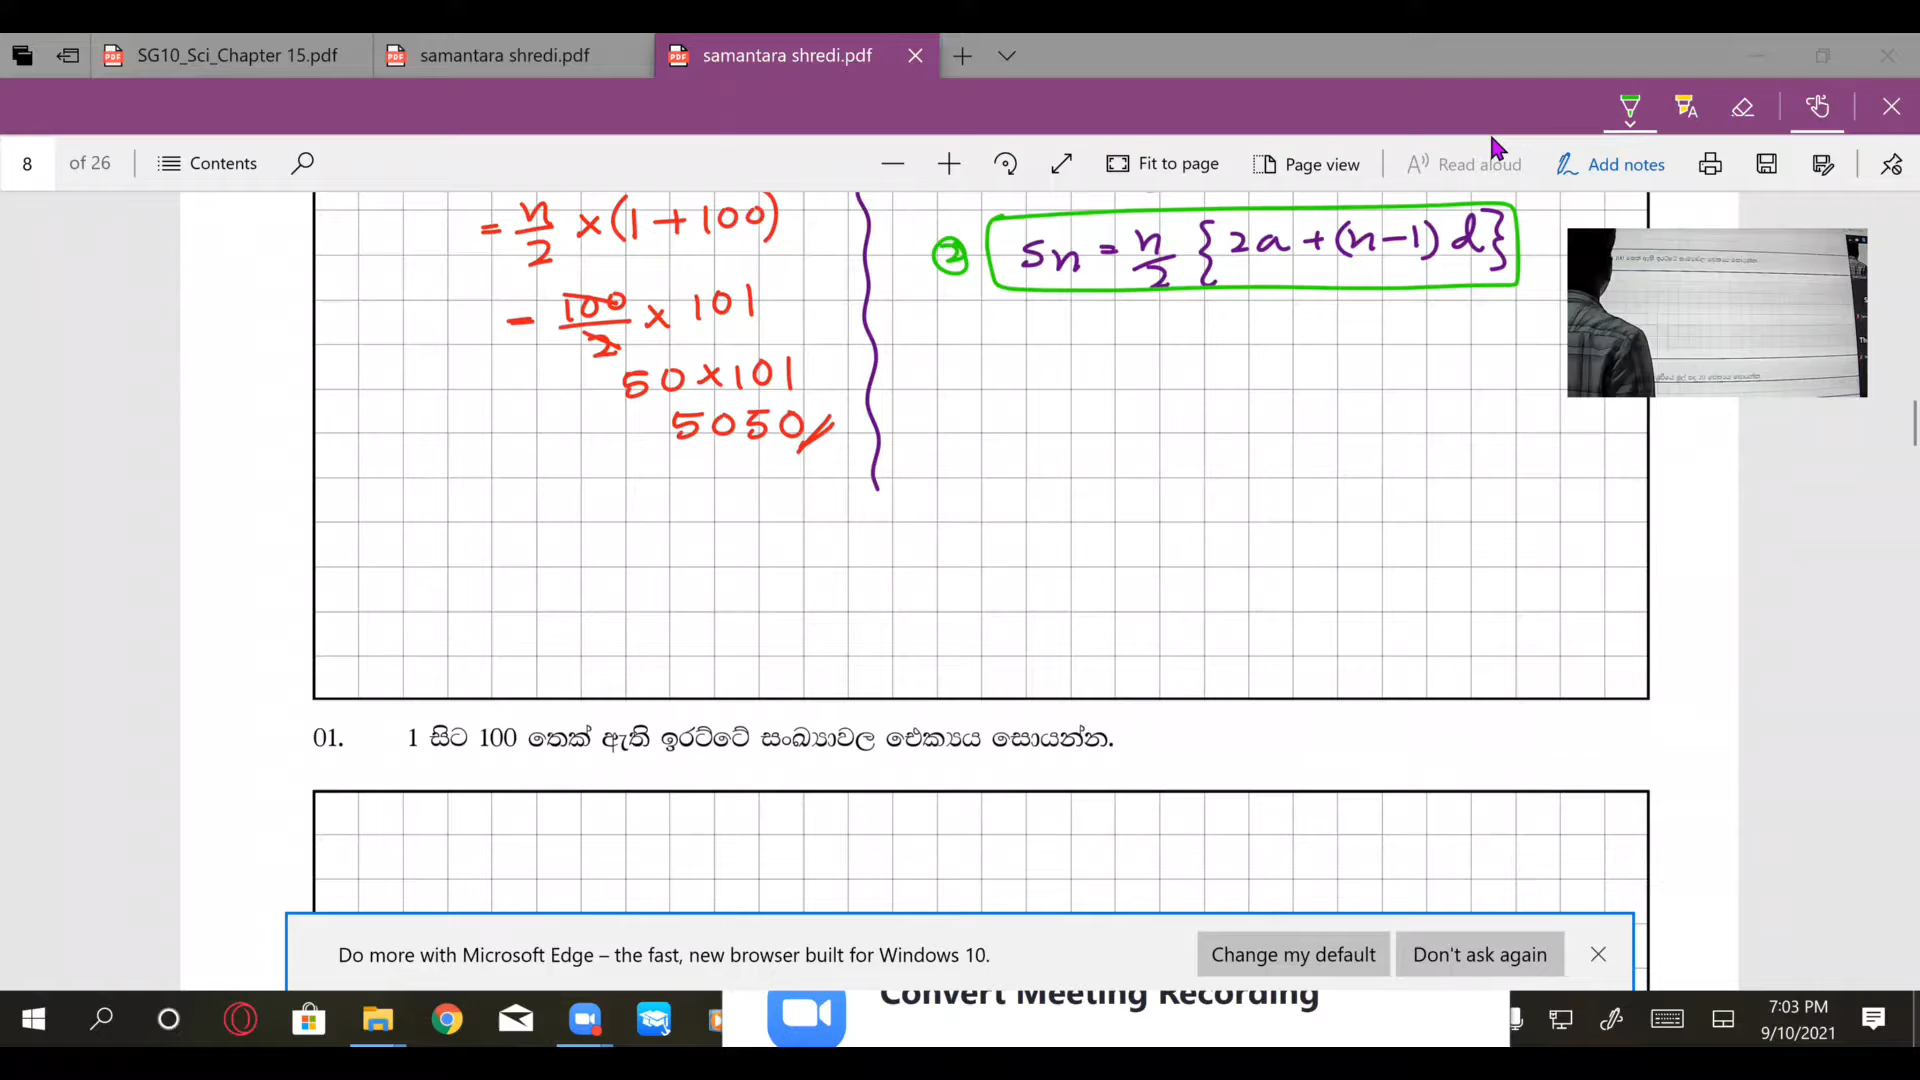 SG10_Sci_Chapter 15.pdf
samantara shredi.pdf
samantara shredi.pdf
8 of 26
Contents
Fit to page
Page view
Read aloud
Add notes
= n/2 × (1 + 100)
- 100/2 × 101
50 × 101
5050
② Sn = n/2 {2a + (n-1) d}
01. 1 සිට 100 තෙක් ඇති ඉරට්ටේ සංඛ්‍යාවල ඓක්‍යය සොයන්න.
Do more with Microsoft Edge – the fast, new browser built for Windows 10.
Change my default
Don't ask again
Convert Meeting Recording
7:03 PM
9/10/2021